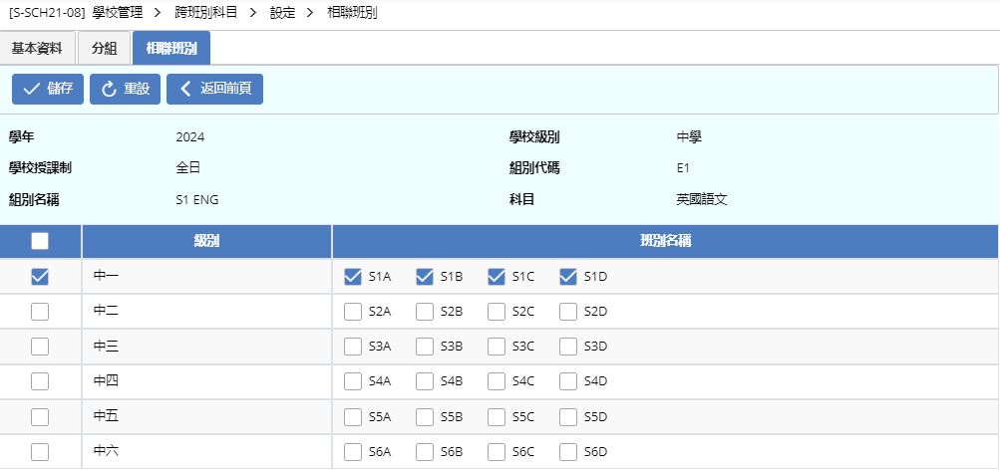 [S-SCH21-08] 學校管理 > 跨班別科目 > 設定 > 相聯班別
基本資料 分組 相聯班別
儲存 重設 返回前頁
學年 2024 學校級別 中學
學校授課制 全日 組別代碼 E1
組別名稱 S1 ENG 科目 英國語文
級別 班別名稱
中一 S1A S1B S1C S1D
中二 S2A S2B S2C S2D
中三 S3A S3B S3C S3D
中四 S4A S4B S4C S4D
中五 S5A S5B S5C S5D
中六 S6A S6B S6C S6D